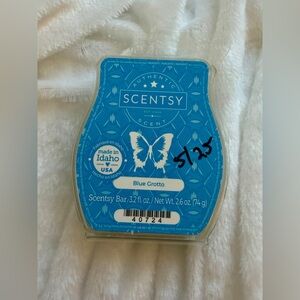 AUTHENTIC
SCENTSY
SCENT
made in
Idaho
USA
5/25
Blue Grotto
Scentsy Bar, 3.2 fl. oz. / Net Wt. 2.6 oz. (74 g)
40724